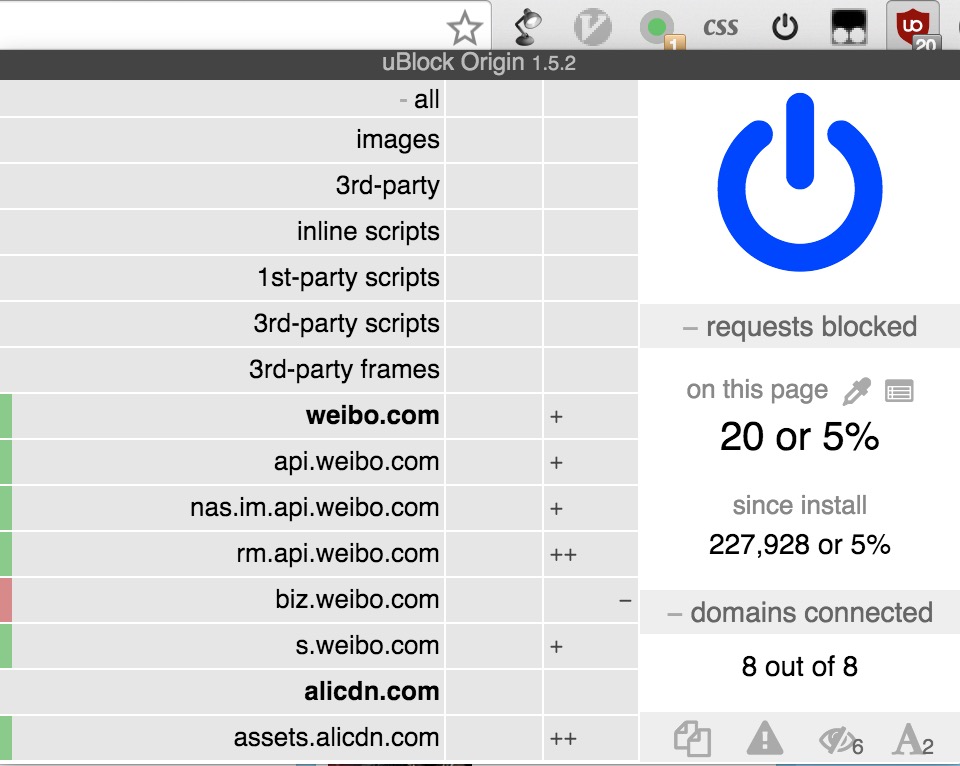 1
css
uo
20
uBlock Origin 1.5.2
- all
images
3rd-party
inline scripts
1st-party scripts
3rd-party scripts
3rd-party frames
weibo.com +
api.weibo.com +
nas.im.api.weibo.com +
rm.api.weibo.com ++
biz.weibo.com −
s.weibo.com +
alicdn.com
assets.alicdn.com ++
– requests blocked
on this page
20 or 5%
since install
227,928 or 5%
– domains connected
8 out of 8
6
A 2